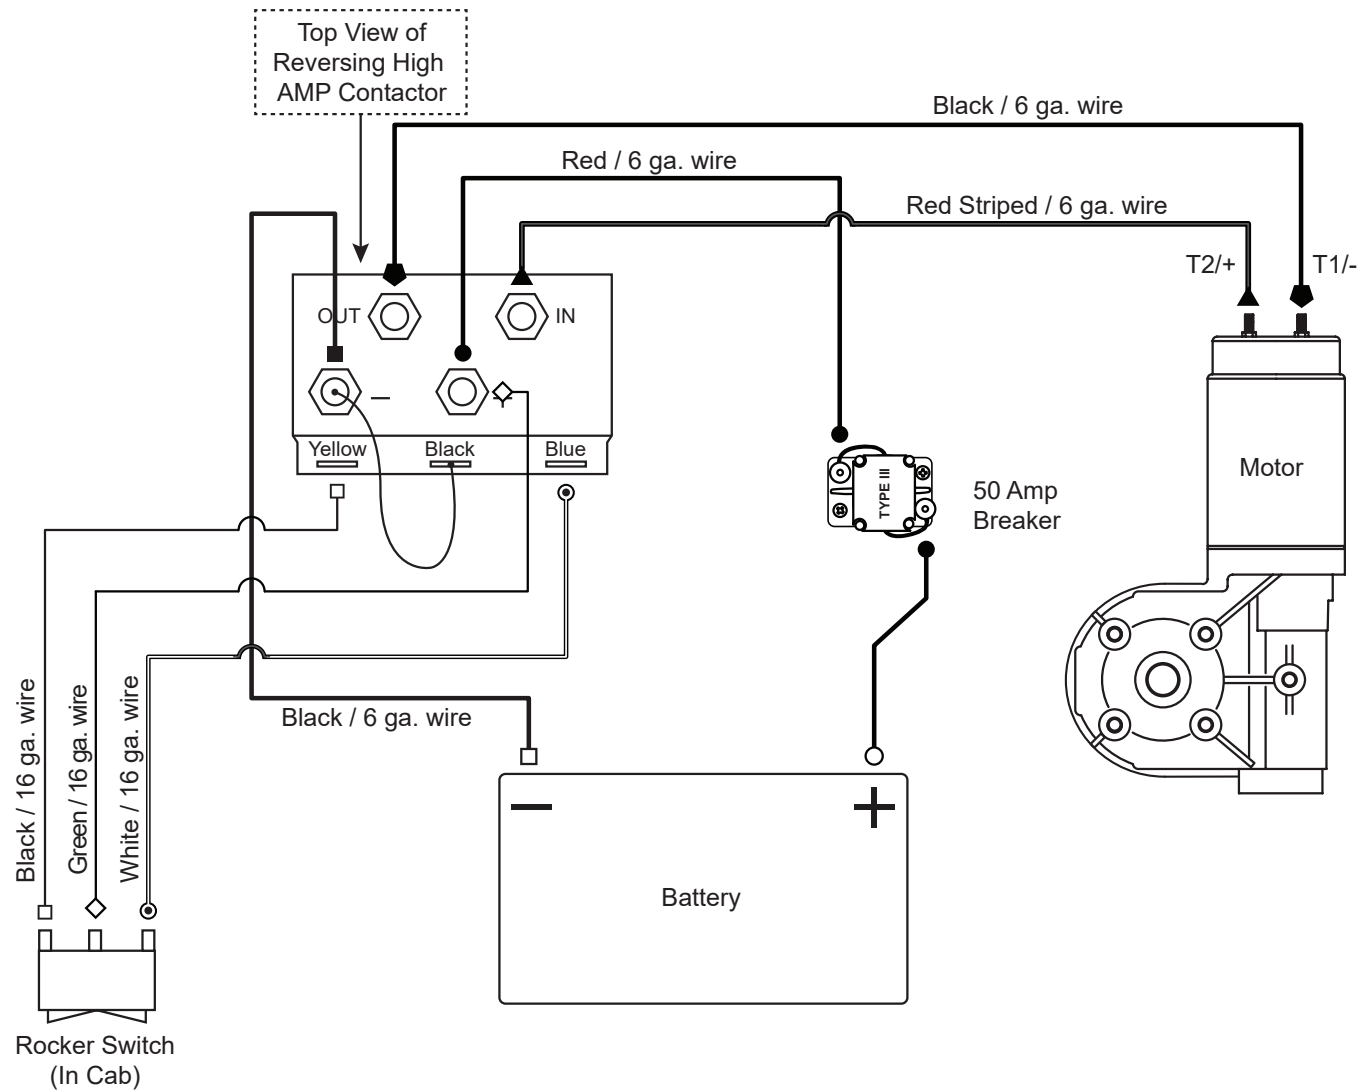 Top View of
Reversing High
AMP Contactor
Black / 6 ga. wire
Red / 6 ga. wire
Red Striped / 6 ga. wire
T2/+
T1/-
OUT
IN
—
+
Yellow
Black
Blue
TYPE III
50 Amp
Breaker
Motor
Black / 6 ga. wire
Black / 16 ga. wire
Green / 16 ga. wire
White / 16 ga. wire
—
+
Battery
Rocker Switch
(In Cab)